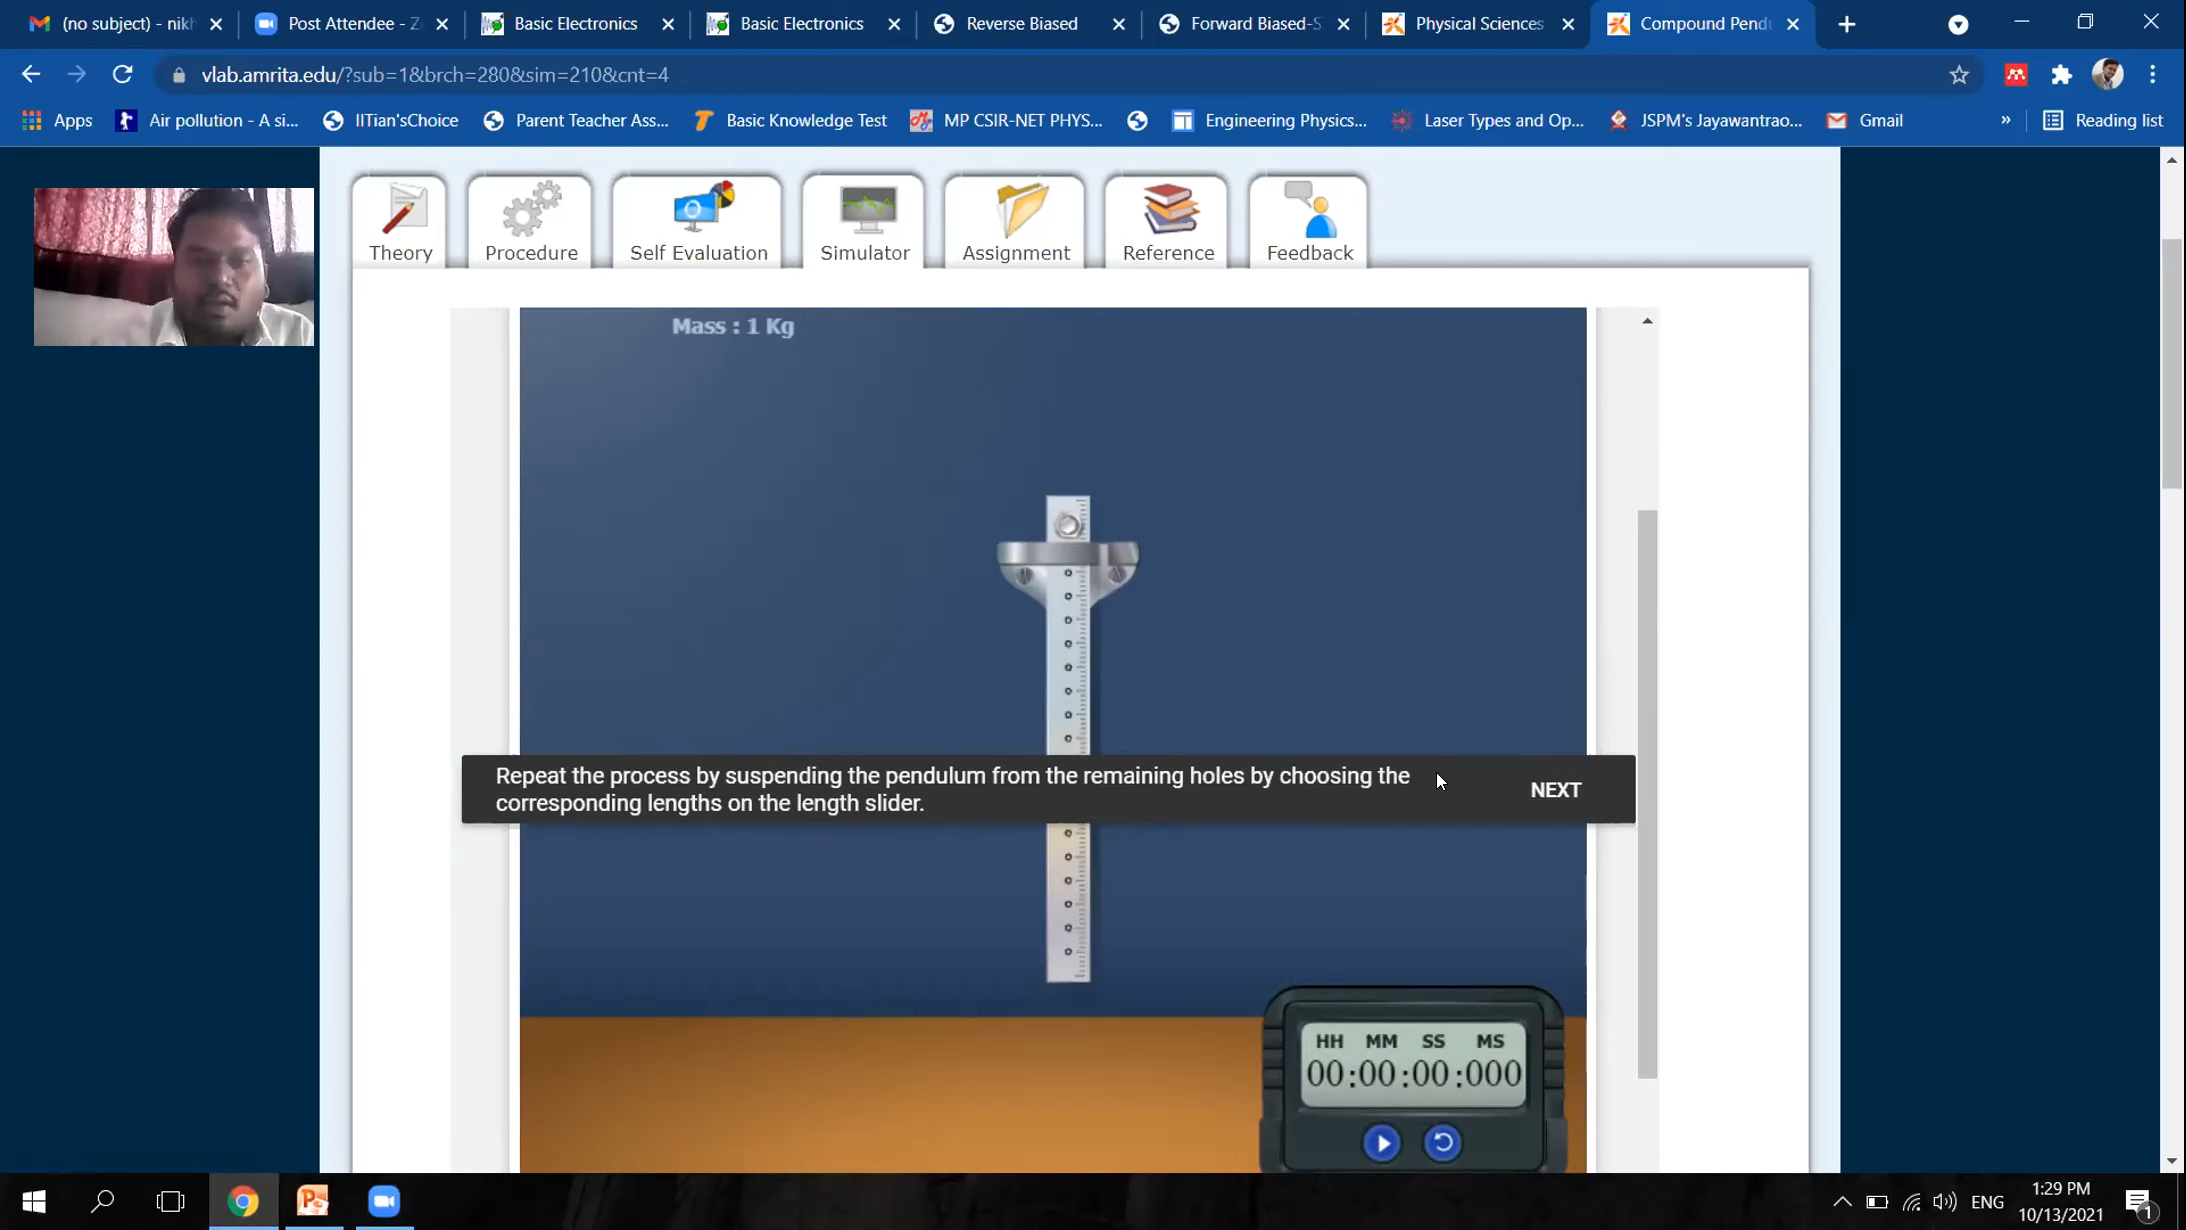 (no subject) - nikh
Post Attendee - Z
Basic Electronics
Basic Electronics
Reverse Biased
Forward Biased-S
Physical Sciences
Compound Pend
vlab.amrita.edu/?sub=1&brch=280&sim=210&cnt=4
Apps
Air pollution - A si...
IITian'sChoice
Parent Teacher Ass...
Basic Knowledge Test
MP CSIR-NET PHYS...
Engineering Physics...
Laser Types and Op...
JSPM's Jayawantrao...
Gmail
»
Reading list
Theory
Procedure
Self Evaluation
Simulator
Assignment
Reference
Feedback
Mass : 1 Kg
Repeat the process by suspending the pendulum from the remaining holes by choosing the
corresponding lengths on the length slider.
NEXT
HH MM SS MS
00:00:00:000
ENG
1:29 PM
10/13/2021
1